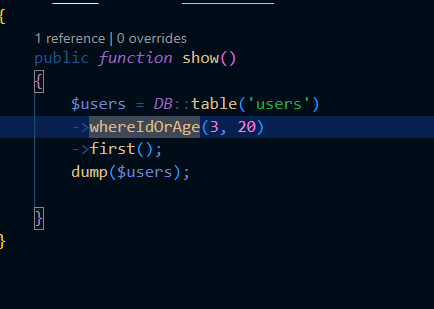 {
1 reference | 0 overrides
public function show()
{
$users = DB::table('users')
->whereIdOrAge(3, 20)
->first();
dump($users);
}
}